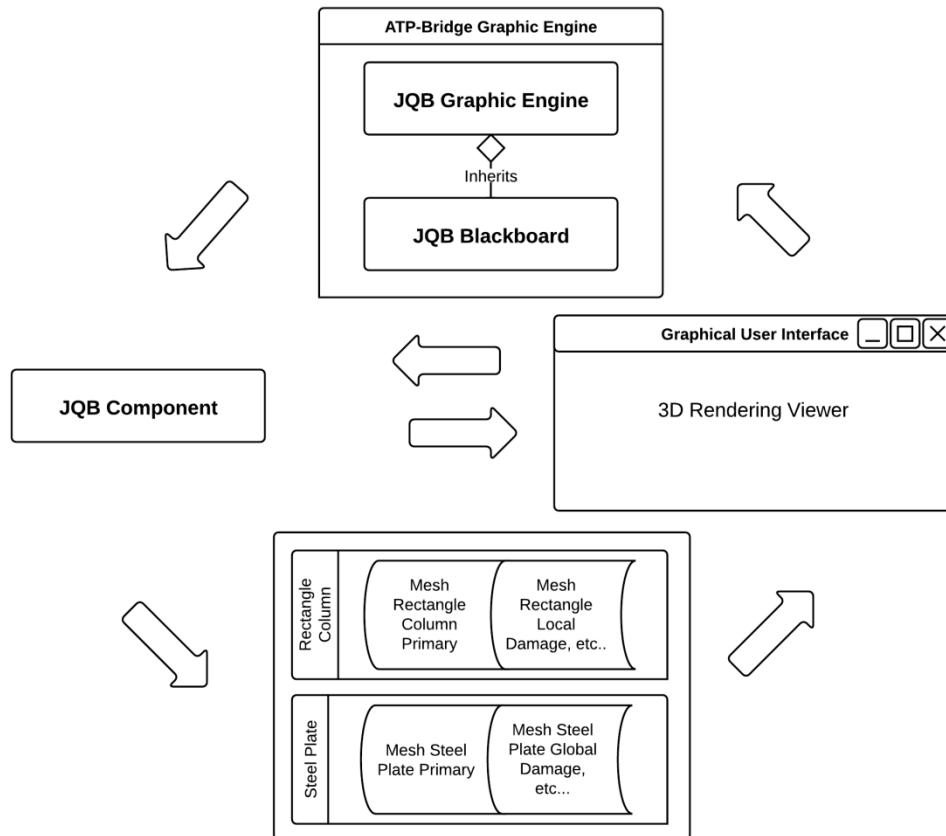 ATP-Bridge Graphic Engine
JQB Graphic Engine
Inherits
JQB Blackboard
Graphical User Interface
3D Rendering Viewer
JQB Component
Rectangle
Column
Mesh
Rectangle
Column
Primary
Mesh
Rectangle
Local
Damage, etc..
Steel Plate
Mesh Steel
Plate Primary
Mesh Steel
Plate Global
Damage,
etc...